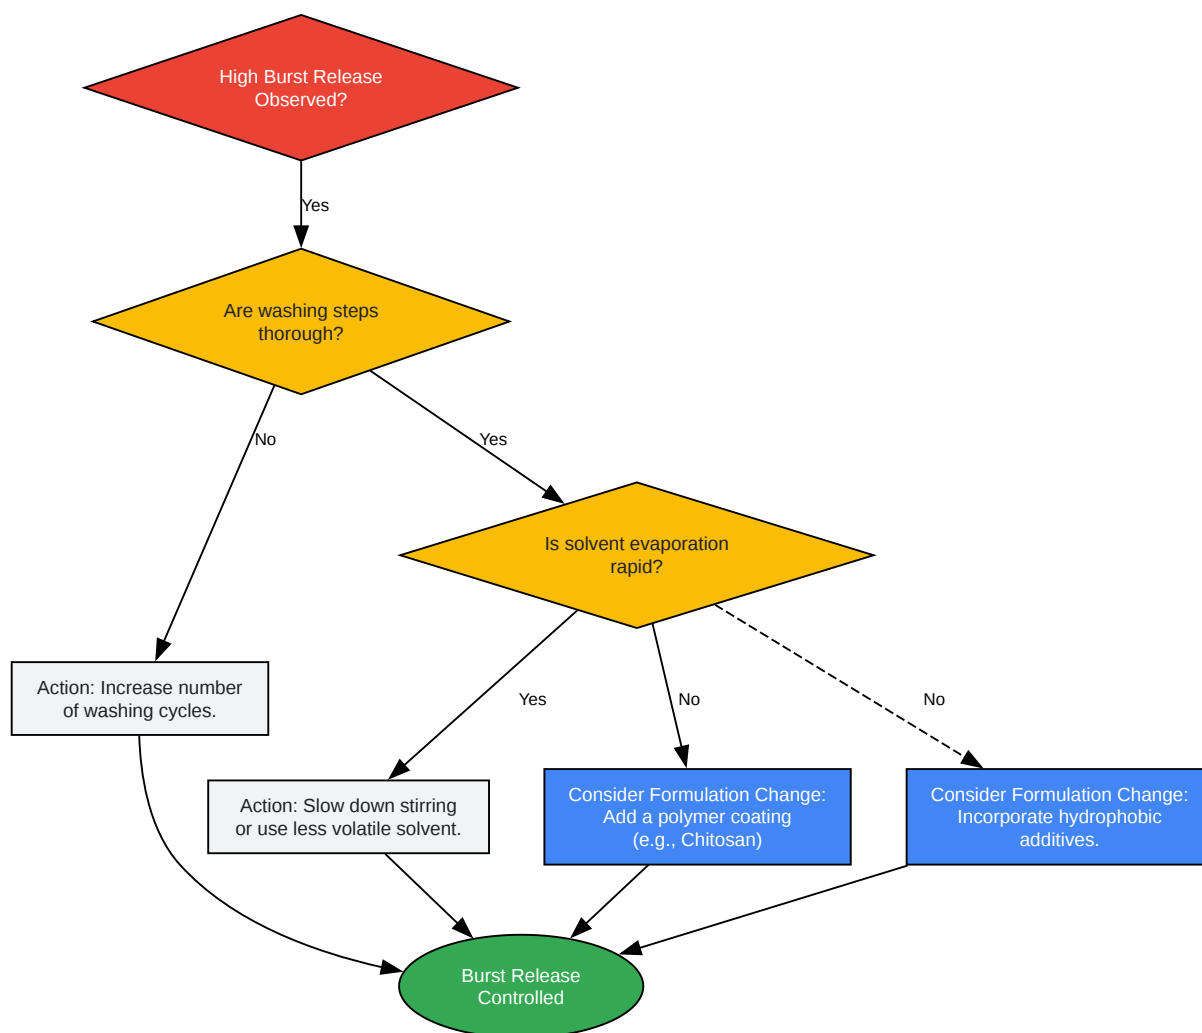 High Burst Release
Observed?
Yes
Are washing steps
thorough?
No
Yes
Is solvent evaporation
rapid?
Action: Increase number
of washing cycles.
Yes
No
No
Action: Slow down stirring
or use less volatile solvent.
Consider Formulation Change:
Add a polymer coating
(e.g., Chitosan)
Consider Formulation Change:
Incorporate hydrophobic
additives.
Burst Release
Controlled